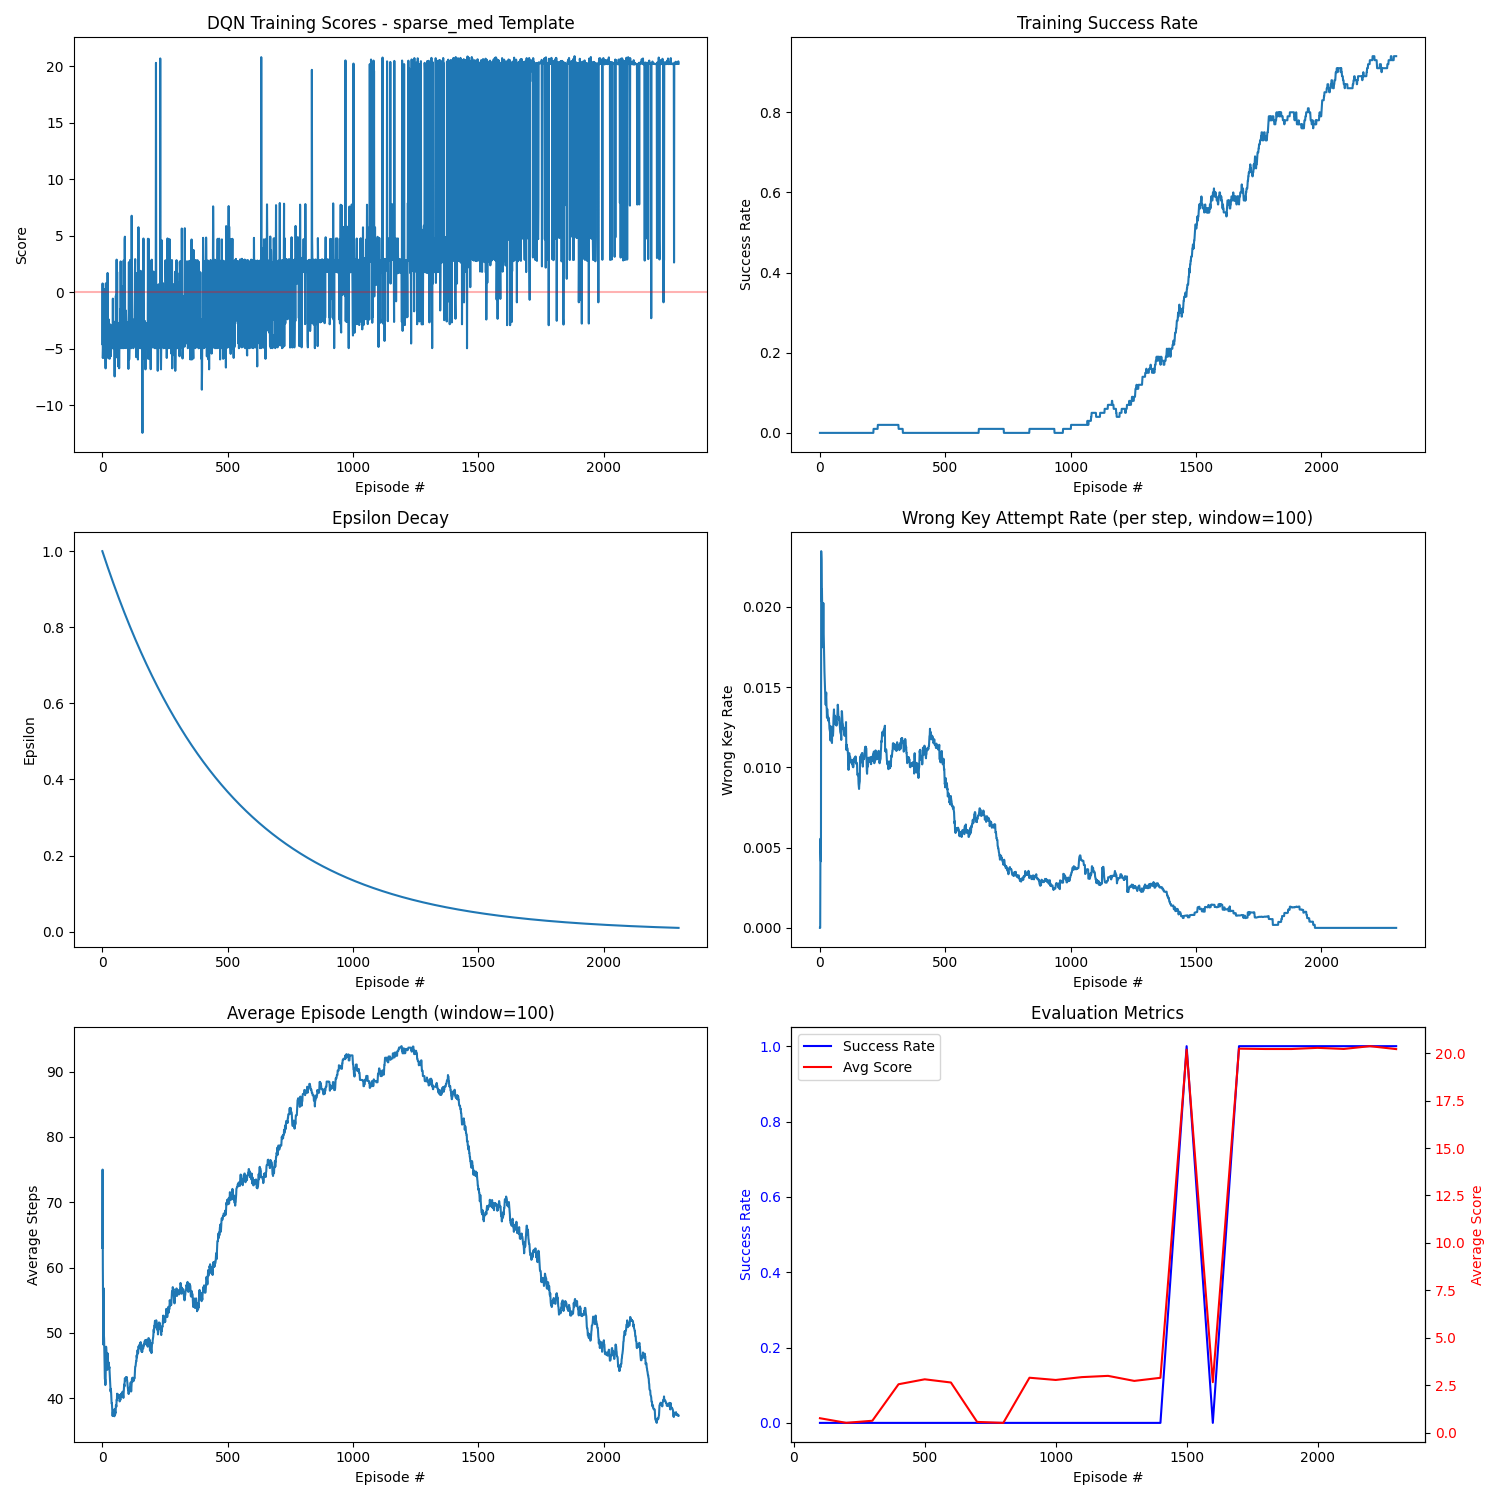 DQN Training Scores - sparse_med Template
Score
20
15
10
5
0
−5
−10
0 500 1000 1500 2000
Episode #
Training Success Rate
Success Rate
0.8
0.6
0.4
0.2
0.0
0 500 1000 1500 2000
Episode #
Epsilon Decay
Epsilon
1.0
0.8
0.6
0.4
0.2
0.0
0 500 1000 1500 2000
Episode #
Wrong Key Attempt Rate (per step, window=100)
Wrong Key Rate
0.020
0.015
0.010
0.005
0.000
0 500 1000 1500 2000
Episode #
Average Episode Length (window=100)
Average Steps
90
80
70
60
50
40
0 500 1000 1500 2000
Episode #
Evaluation Metrics
Success Rate
Avg Score
Success Rate
1.0
0.8
0.6
0.4
0.2
0.0
0 500 1000 1500 2000
Episode #
20.0
17.5
15.0
12.5
10.0
7.5
5.0
2.5
0.0
Average Score